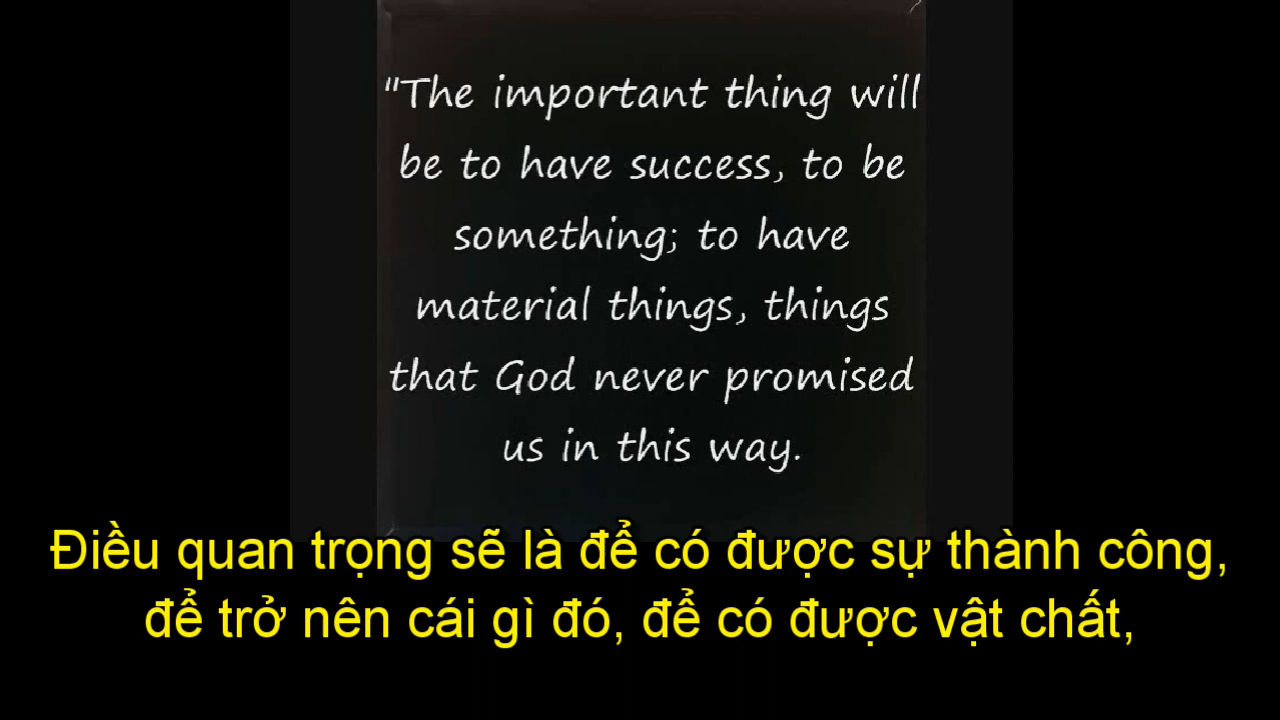 "The important thing will
be to have success, to be
something; to have
material things, things
that God never promised
us in this way.
Điều quan trọng sẽ là để có được sự thành công,
để trở nên cái gì đó, để có được vật chất,